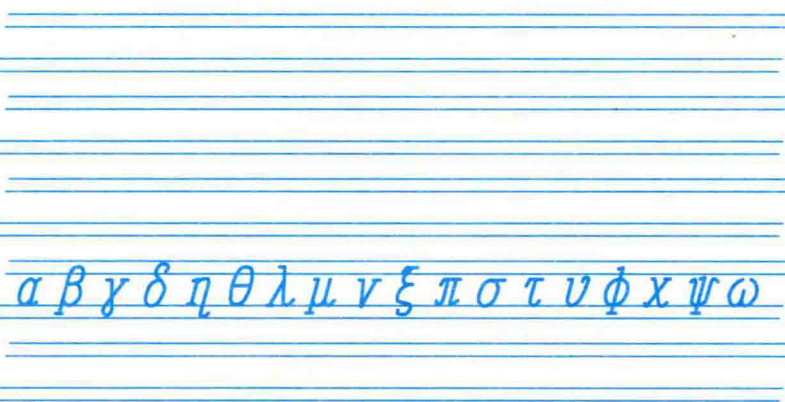 α β γ δ η θ λ μ ν ξ π σ τ υ φ χ ψ ω